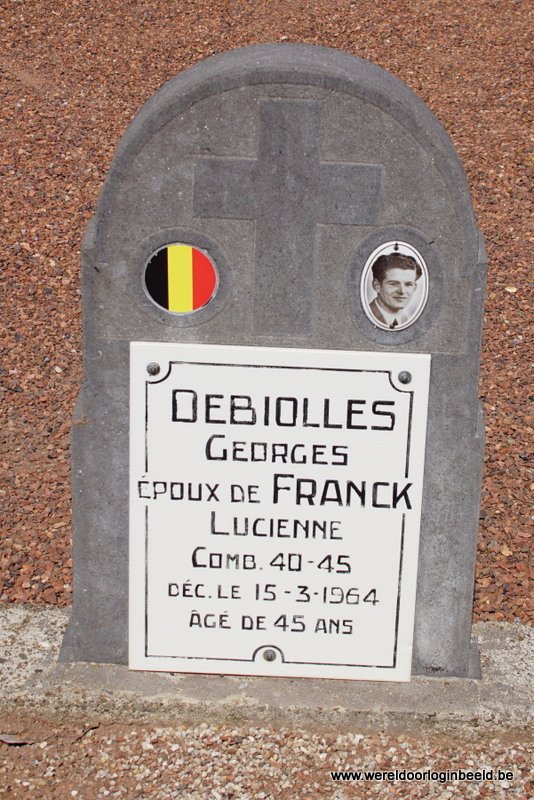 DEBIOLLES
GEORGES
ÉPOUX DE FRANCK
LUCIENNE
COMB. 40-45
DÉC. LE 15-3-1964
ÂGÉ DE 45 ANS
www.wereldoorloginbeeld.be